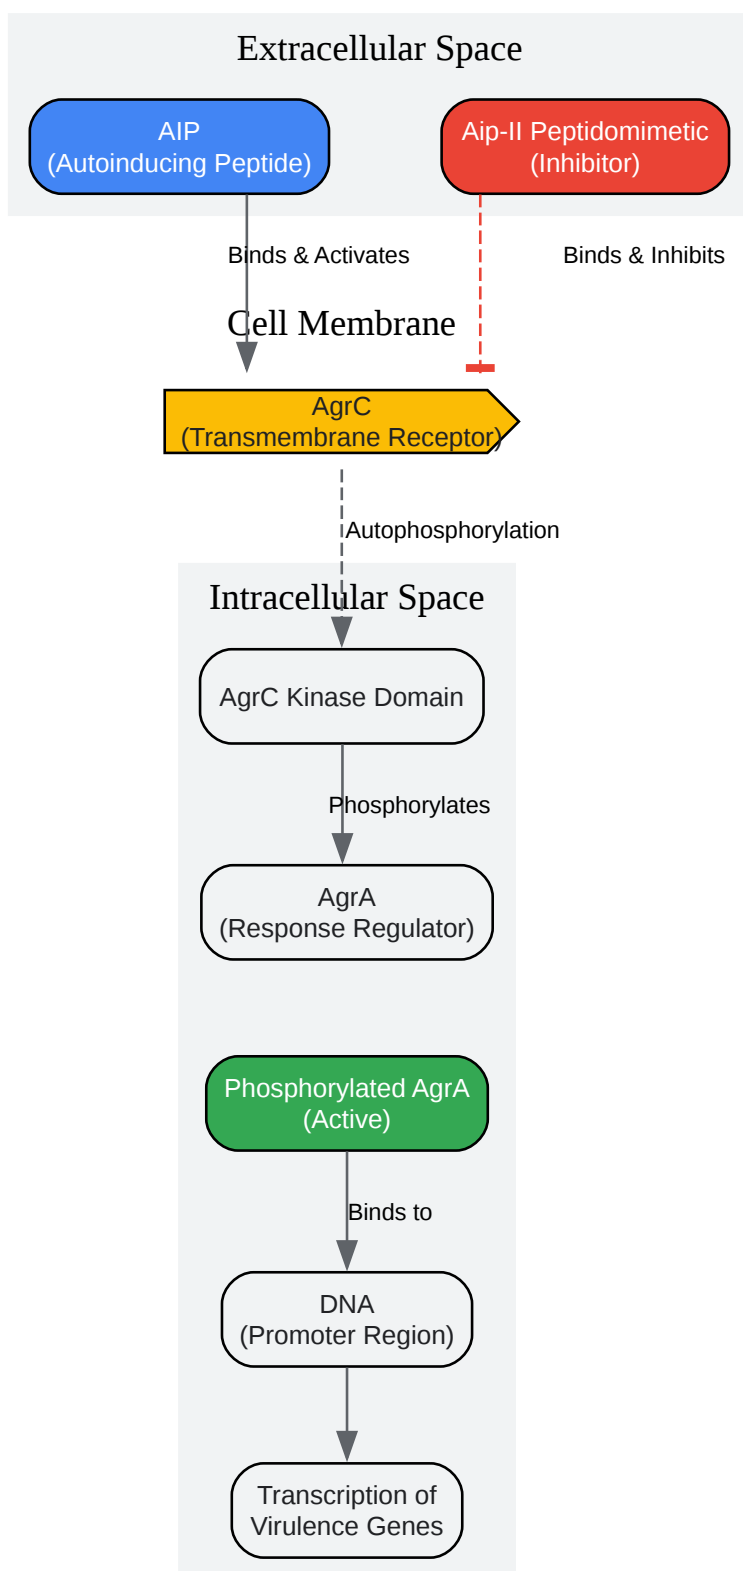 Extracellular Space
AIP
(Autoinducing Peptide)
Aip-II Peptidomimetic
(Inhibitor)
Binds & Activates
Binds & Inhibits
Cell Membrane
AgrC
(Transmembrane Receptor)
Autophosphorylation
Intracellular Space
AgrC Kinase Domain
Phosphorylates
AgrA
(Response Regulator)
Phosphorylated AgrA
(Active)
Binds to
DNA
(Promoter Region)
Transcription of
Virulence Genes